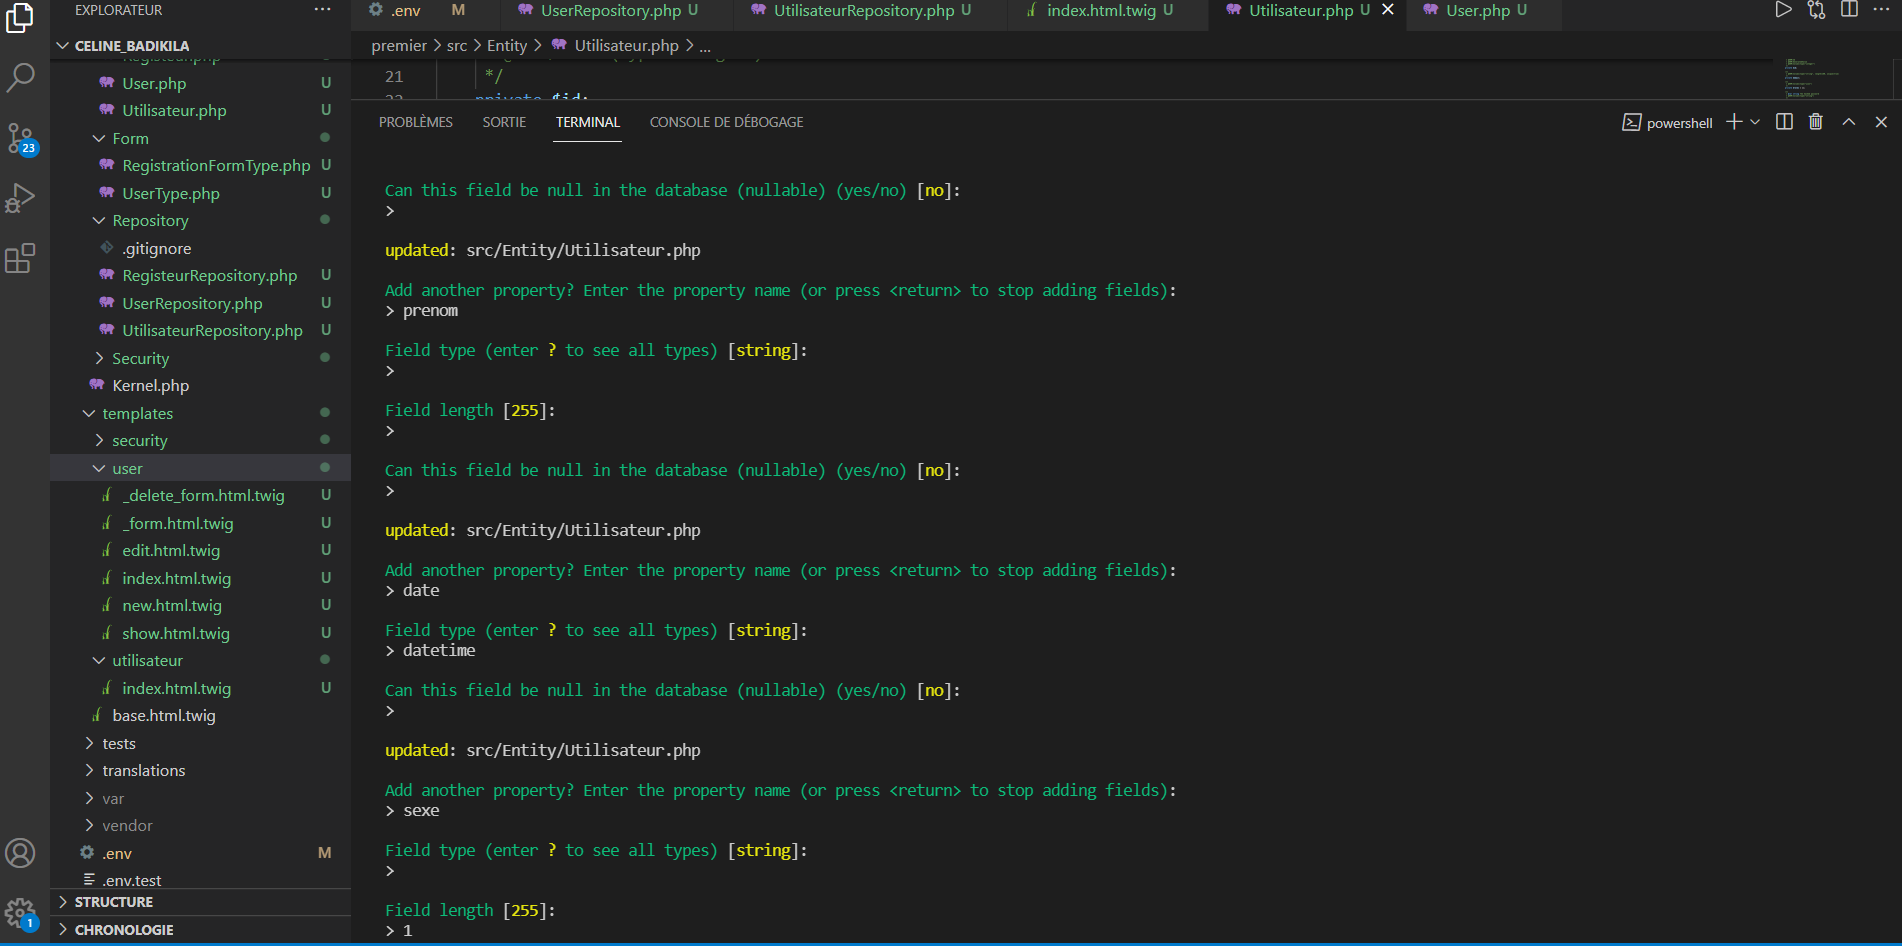 EXPLORATEUR
CELINE_BADIKILA
User.php U
Utilisateur.php U
Form
RegistrationFormType.php U
UserType.php U
Repository
.gitignore
RegisteurRepository.php U
UserRepository.php U
UtilisateurRepository.php U
Security
Kernel.php
templates
security
user
_delete_form.html.twig U
_form.html.twig U
edit.html.twig U
index.html.twig U
new.html.twig U
show.html.twig U
utilisateur
index.html.twig U
base.html.twig
tests
translations
var
vendor
.env M
.env.test
STRUCTURE
CHRONOLOGIE
23
1
.env M UserRepository.php U UtilisateurRepository.php U index.html.twig U Utilisateur.php U User.php U
premier > src > Entity > Utilisateur.php > ...
21 */
private $id;
PROBLÈMES SORTIE TERMINAL CONSOLE DE DÉBOGAGE powershell
Can this field be null in the database (nullable) (yes/no) [no]:
>
updated: src/Entity/Utilisateur.php
Add another property? Enter the property name (or press <return> to stop adding fields):
> prenom
Field type (enter ? to see all types) [string]:
>
Field length [255]:
>
Can this field be null in the database (nullable) (yes/no) [no]:
>
updated: src/Entity/Utilisateur.php
Add another property? Enter the property name (or press <return> to stop adding fields):
> date
Field type (enter ? to see all types) [string]:
> datetime
Can this field be null in the database (nullable) (yes/no) [no]:
>
updated: src/Entity/Utilisateur.php
Add another property? Enter the property name (or press <return> to stop adding fields):
> sexe
Field type (enter ? to see all types) [string]:
>
Field length [255]:
> 1